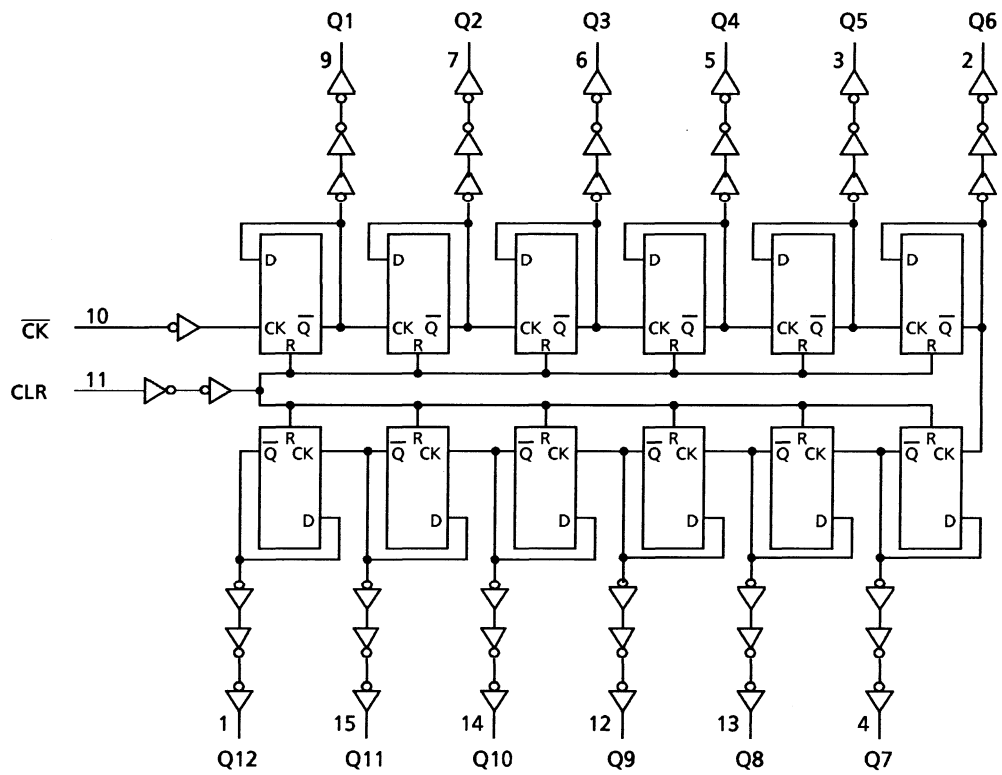 Q1 Q2 Q3 Q4 Q5 Q6
9 7 6 5 3 2
D D D D D D
C̅K̅ 10 CK Q̅ CK Q̅ CK Q̅ CK Q̅ CK Q̅ CK Q̅
R R R R R R
CLR 11
R R R R R R
Q̅ CK Q̅ CK Q̅ CK Q̅ CK Q̅ CK Q̅ CK
D D D D D D
1 15 14 12 13 4
Q12 Q11 Q10 Q9 Q8 Q7